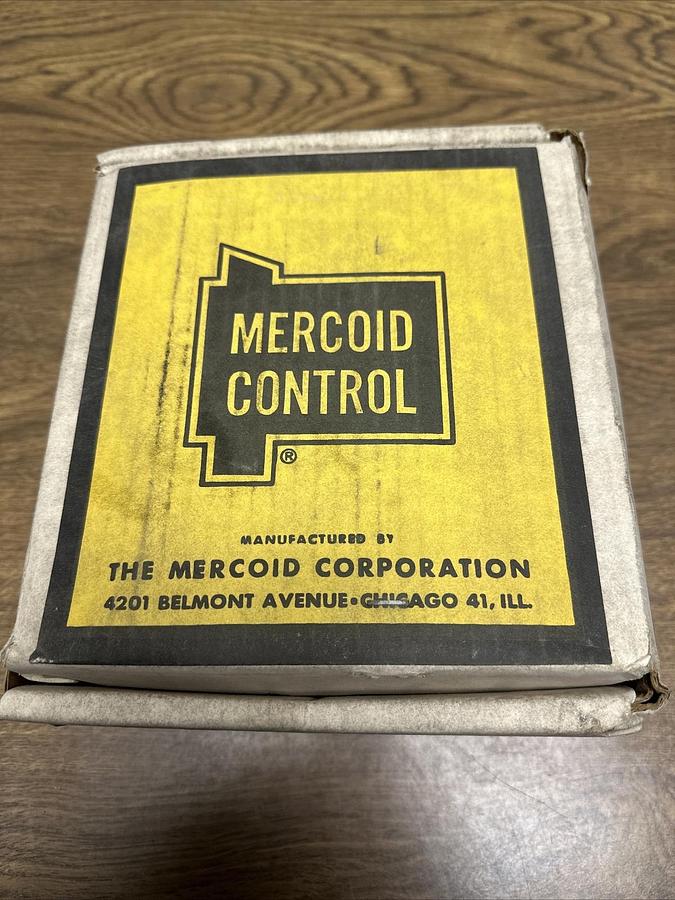 MERCOID
CONTROL
®
MANUFACTURED BY
THE MERCOID CORPORATION
4201 BELMONT AVENUE•CHICAGO 41, ILL.